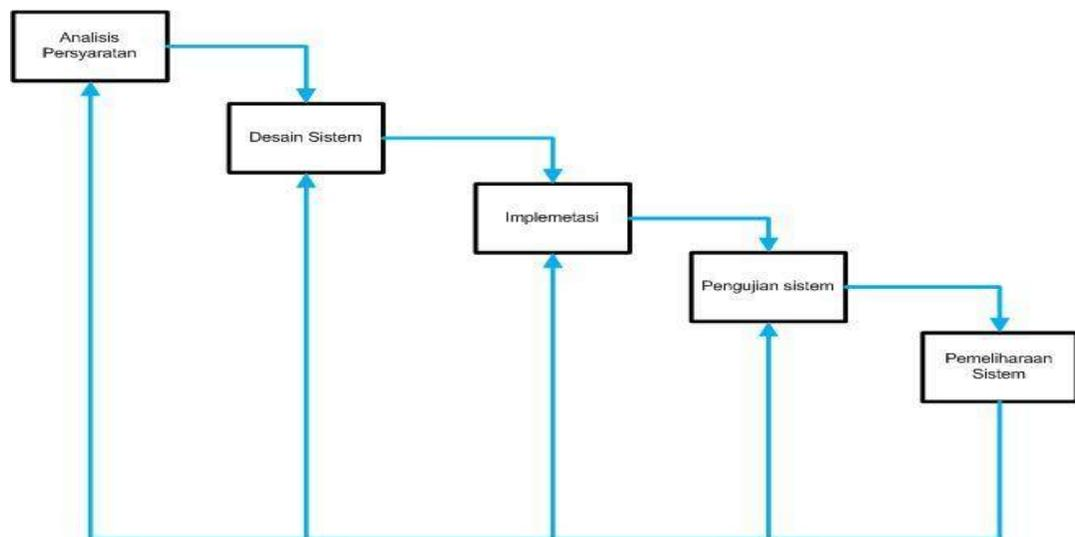 Analisis
Persyaratan
Desain Sistem
Implemetasi
Pengujian sistem
Pemeliharaan
Sistem